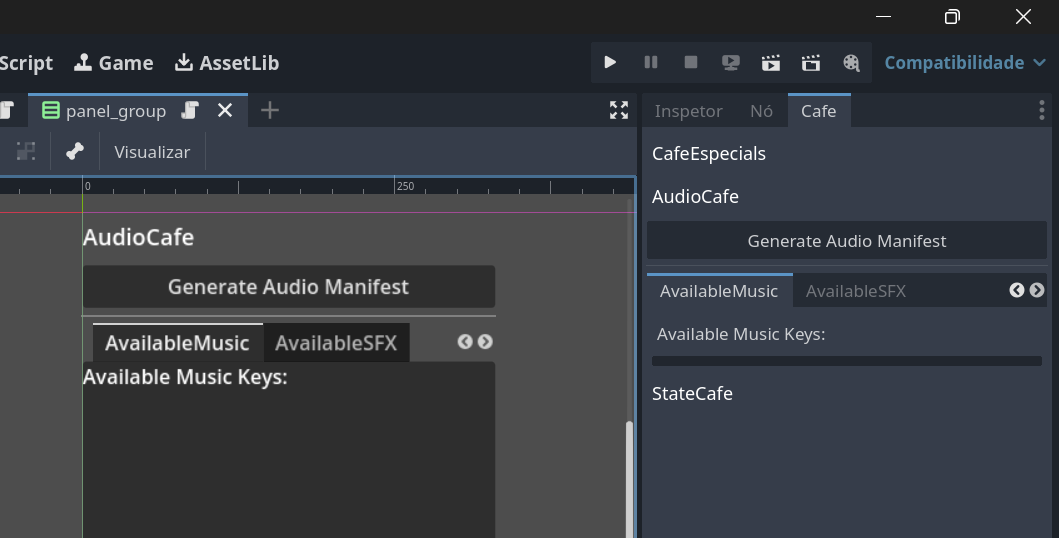 Script Game AssetLib Compatibilidade
panel_group
Inspetor Nó Cafe
Visualizar
CafeEspecials
0 250
AudioCafe
AudioCafe
Generate Audio Manifest
Generate Audio Manifest
AvailableMusic AvailableSFX
AvailableMusic AvailableSFX
Available Music Keys:
Available Music Keys:
StateCafe